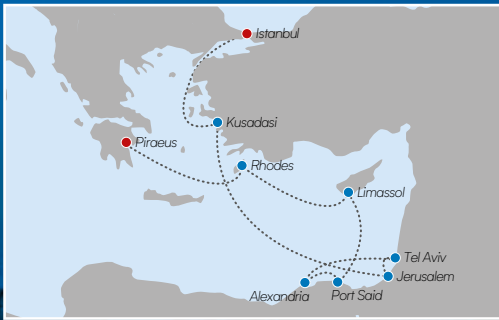 Istanbul
Kusadasi
Piraeus
Rhodes
Limassol
Tel Aviv
Jerusalem
Alexandria
Port Said